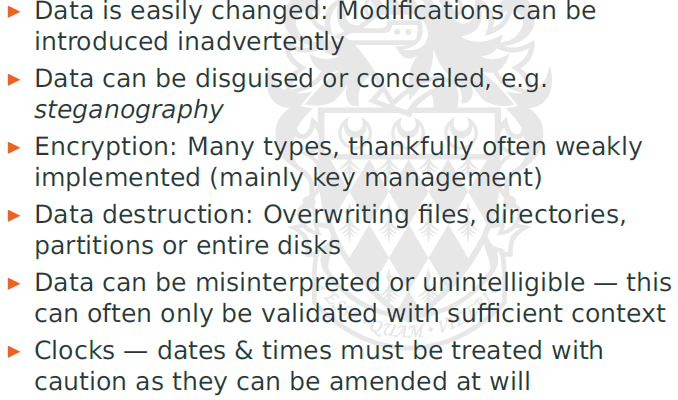 ▸ Data is easily changed: Modifications can be
introduced inadvertently
▸ Data can be disguised or concealed, e.g.
steganography
▸ Encryption: Many types, thankfully often weakly
implemented (mainly key management)
▸ Data destruction: Overwriting files, directories,
partitions or entire disks
▸ Data can be misinterpreted or unintelligible — this
can often only be validated with sufficient context
▸ Clocks — dates & times must be treated with
caution as they can be amended at will
QUAM